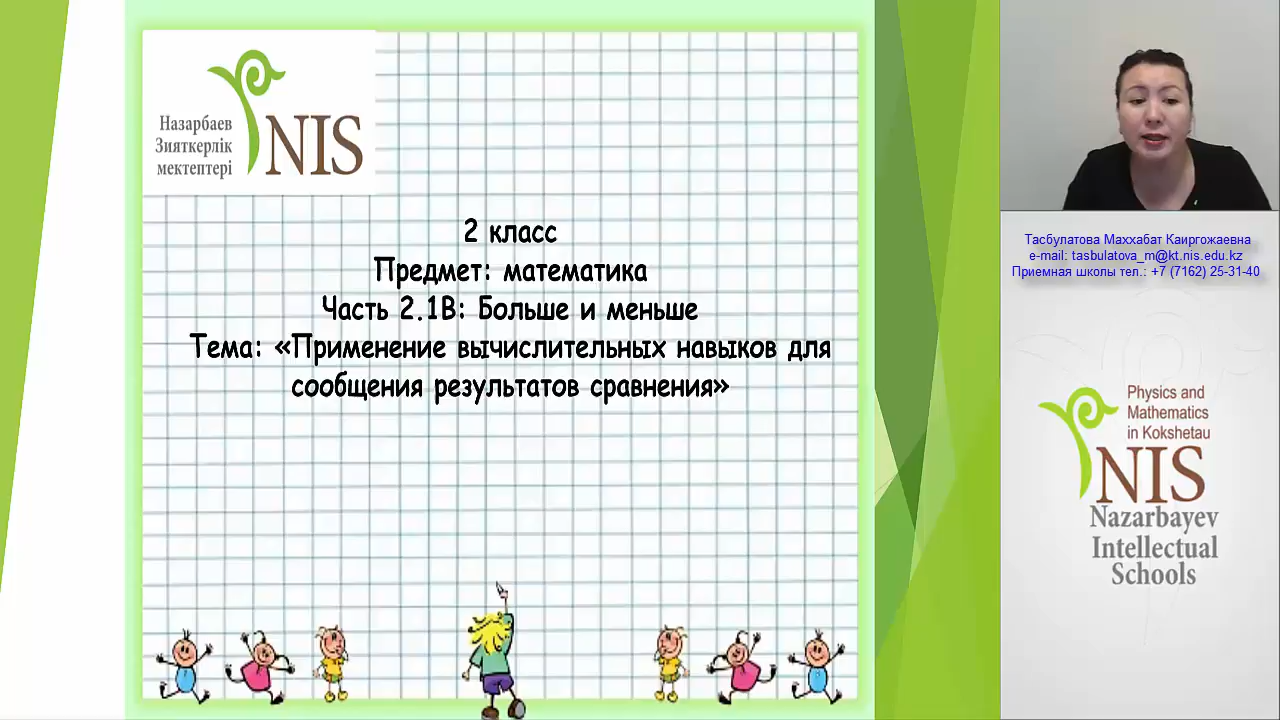 Назарбаев
Зияткерлік
мектептері
NIS
2 класс
Предмет: математика
Часть 2.1В: Больше и меньше
Тема: «Применение вычислительных навыков для
сообщения результатов сравнения»
Тасбулатова Маххабат Каиргожаевна
e-mail: tasbulatova_m@kt.nis.edu.kz
Приемная школы тел.: +7 (7162) 25-31-40
Physics and
Mathematics
in Kokshetau
NIS
Nazarbayev
Intellectual
Schools